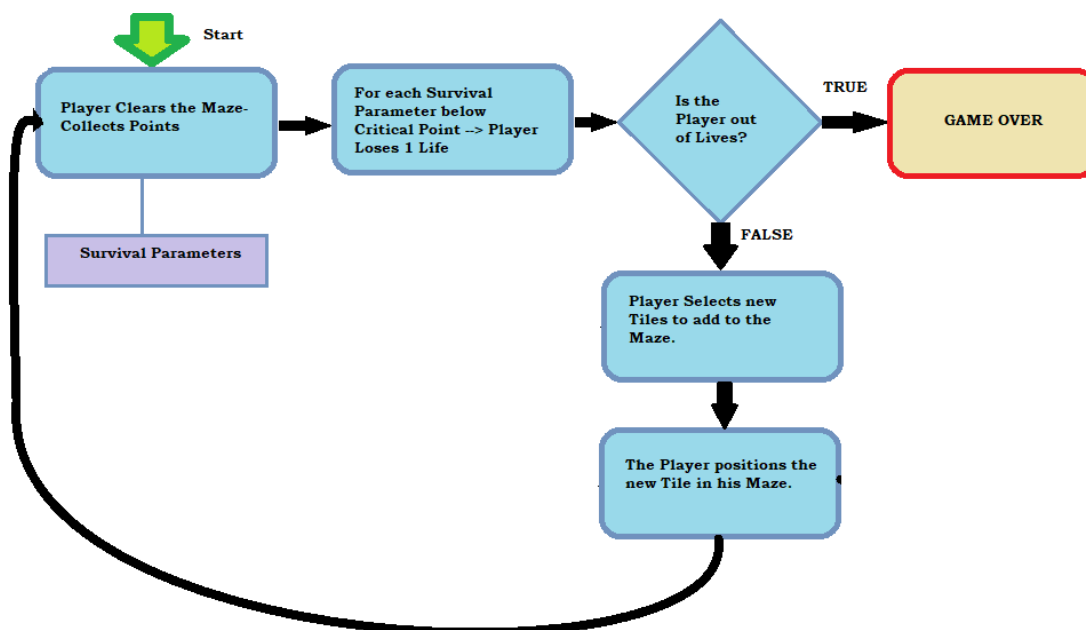 Start
Player Clears the Maze-
Collects Points
For each Survival
Parameter below
Critical Point --> Player
Loses 1 Life
Is the
Player out
of Lives?
TRUE
GAME OVER
Survival Parameters
FALSE
Player Selects new
Tiles to add to the
Maze.
The Player positions the
new Tile in his Maze.